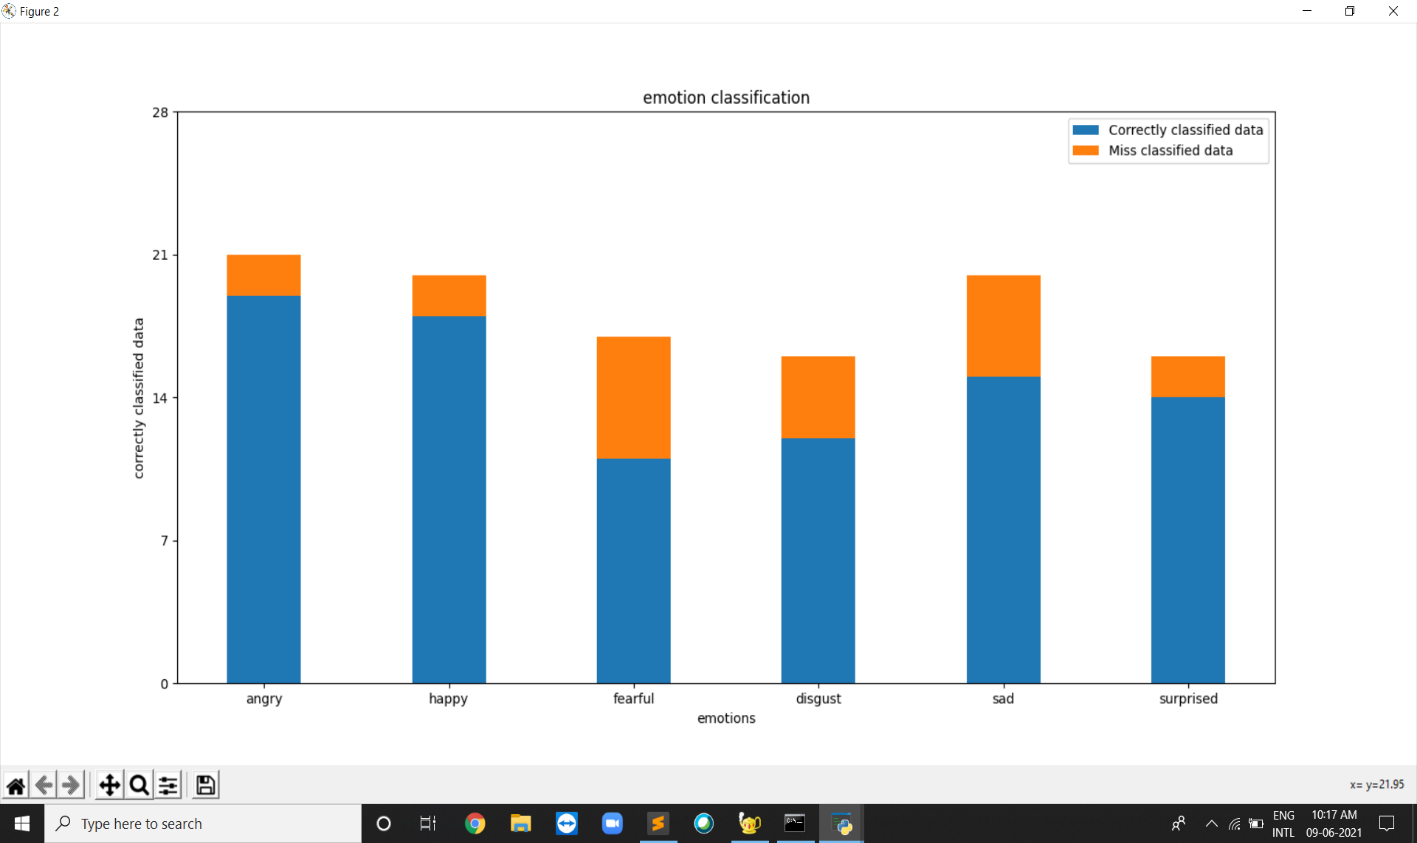 Figure 2
emotion classification
28
21
14
7
0
correctly classified data
Correctly classified data
Miss classified data
angry
happy
fearful
disgust
sad
surprised
emotions
x= y=21.95
Type here to search
ENG
INTL
10:17 AM
09-06-2021